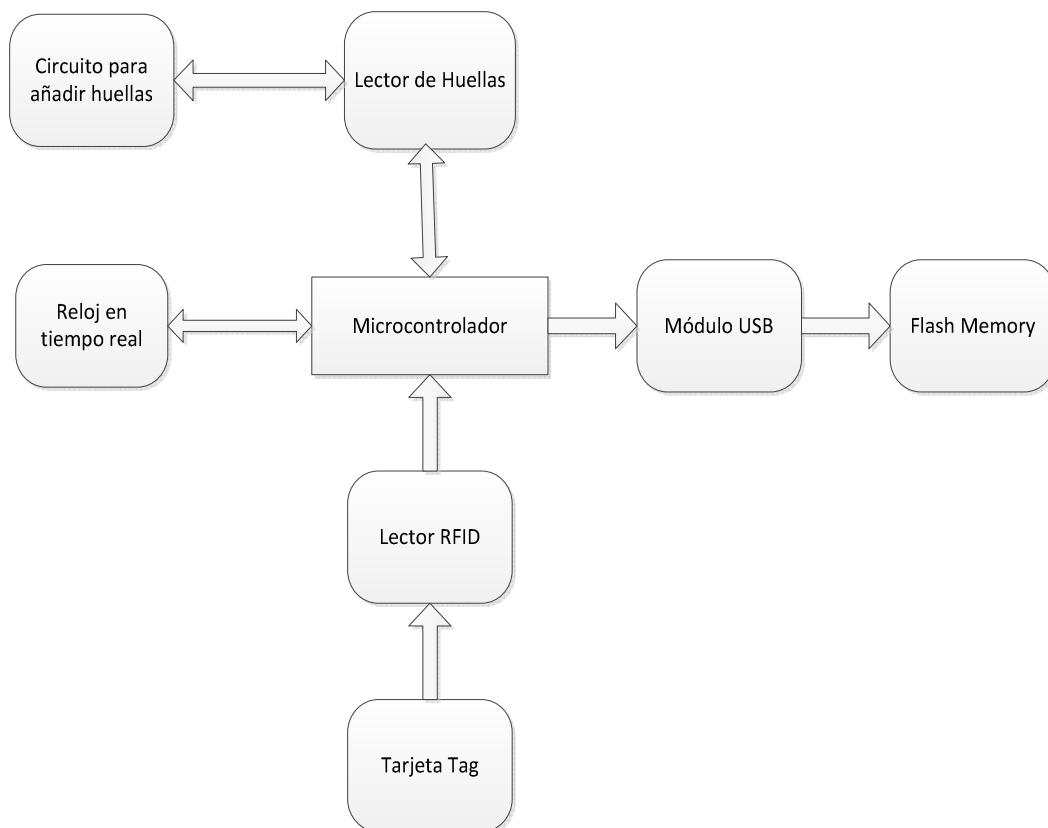 Circuito para
añadir huellas
Lector de Huellas
Reloj en
tiempo real
Microcontrolador
Módulo USB
Flash Memory
Lector RFID
Tarjeta Tag